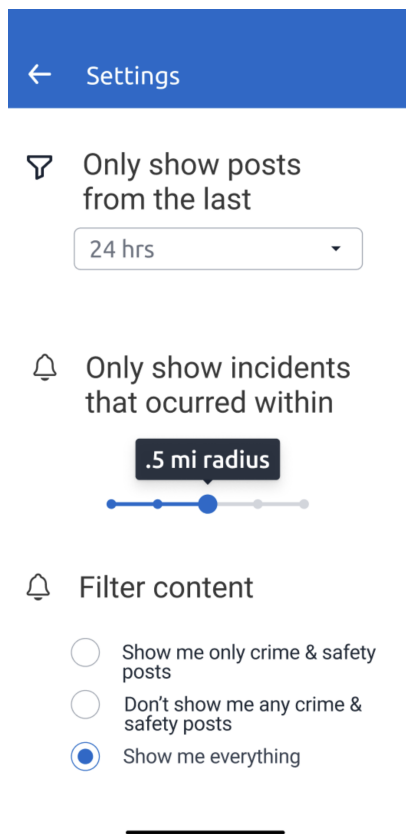 Settings
Only show posts
from the last
24 hrs
Only show incidents
that ocurred within
.5 mi radius
Filter content
Show me only crime & safety
posts
Don't show me any crime &
safety posts
Show me everything